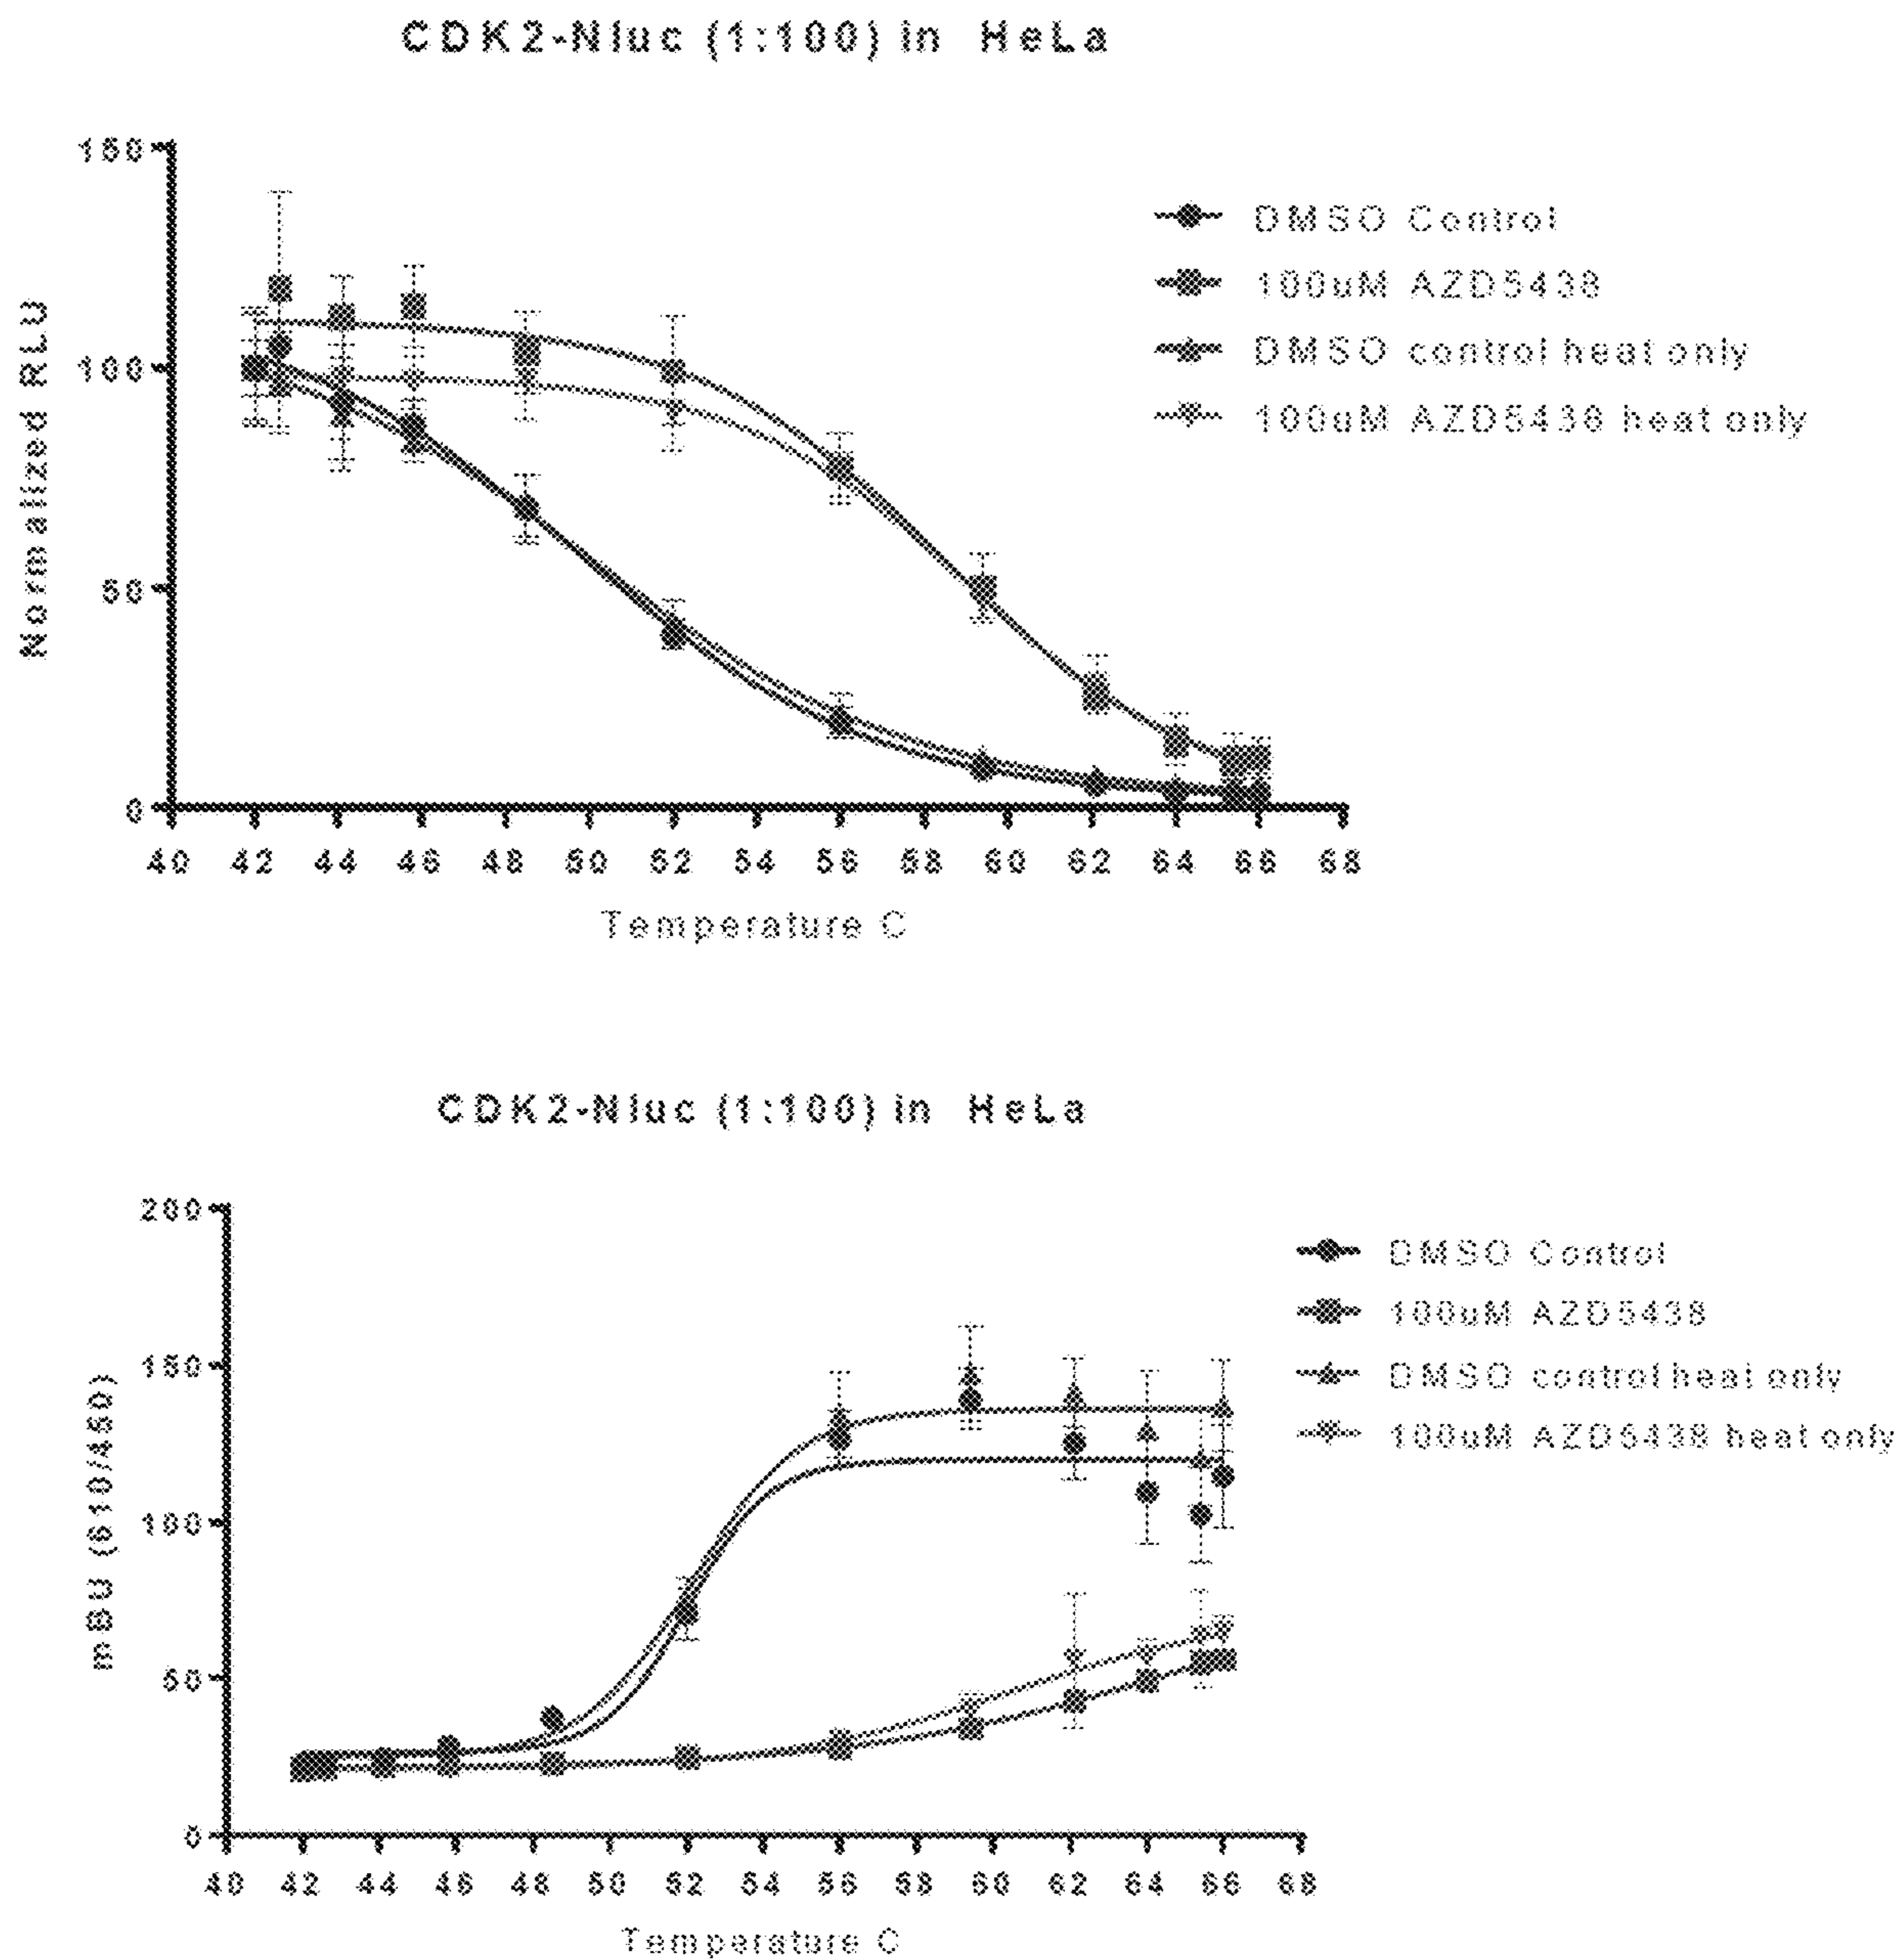 CDK2-Nluc (1:100) in HeLa
150
100
50
0
Normalized RLU
40 42 44 46 48 50 52 54 56 58 60 62 64 66 68
Temperature C
DMSO Control
100uM AZD5438
DMSO control heat only
100uM AZD5438 heat only
CDK2-Nluc (1:100) in HeLa
200
150
100
50
0
mBU (610/450)
40 42 44 46 48 50 52 54 56 58 60 62 64 66 68
Temperature C
DMSO Control
100uM AZD5438
DMSO control heat only
100uM AZD5438 heat only